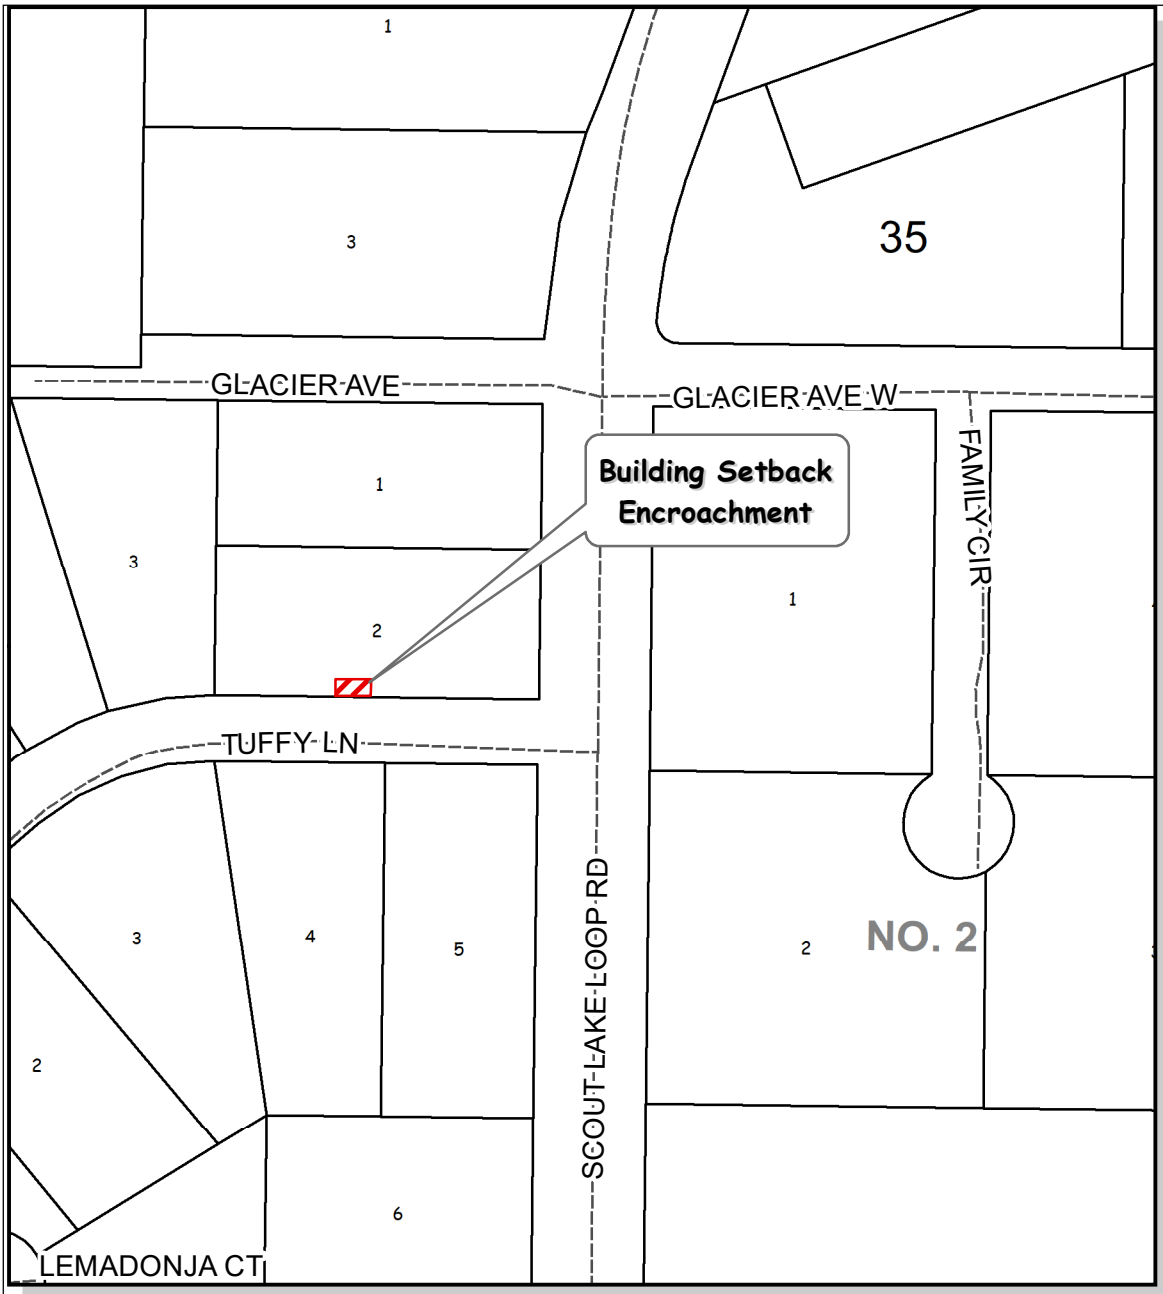 1
3
35
GLACIER AVE
GLACIER AVE W
FAMILY CIR
Building Setback
Encroachment
1
3
2
1
TUFFY LN
SCOUT LAKE LOOP RD
3
4
5
2
NO. 2
2
6
LEMADONJA CT